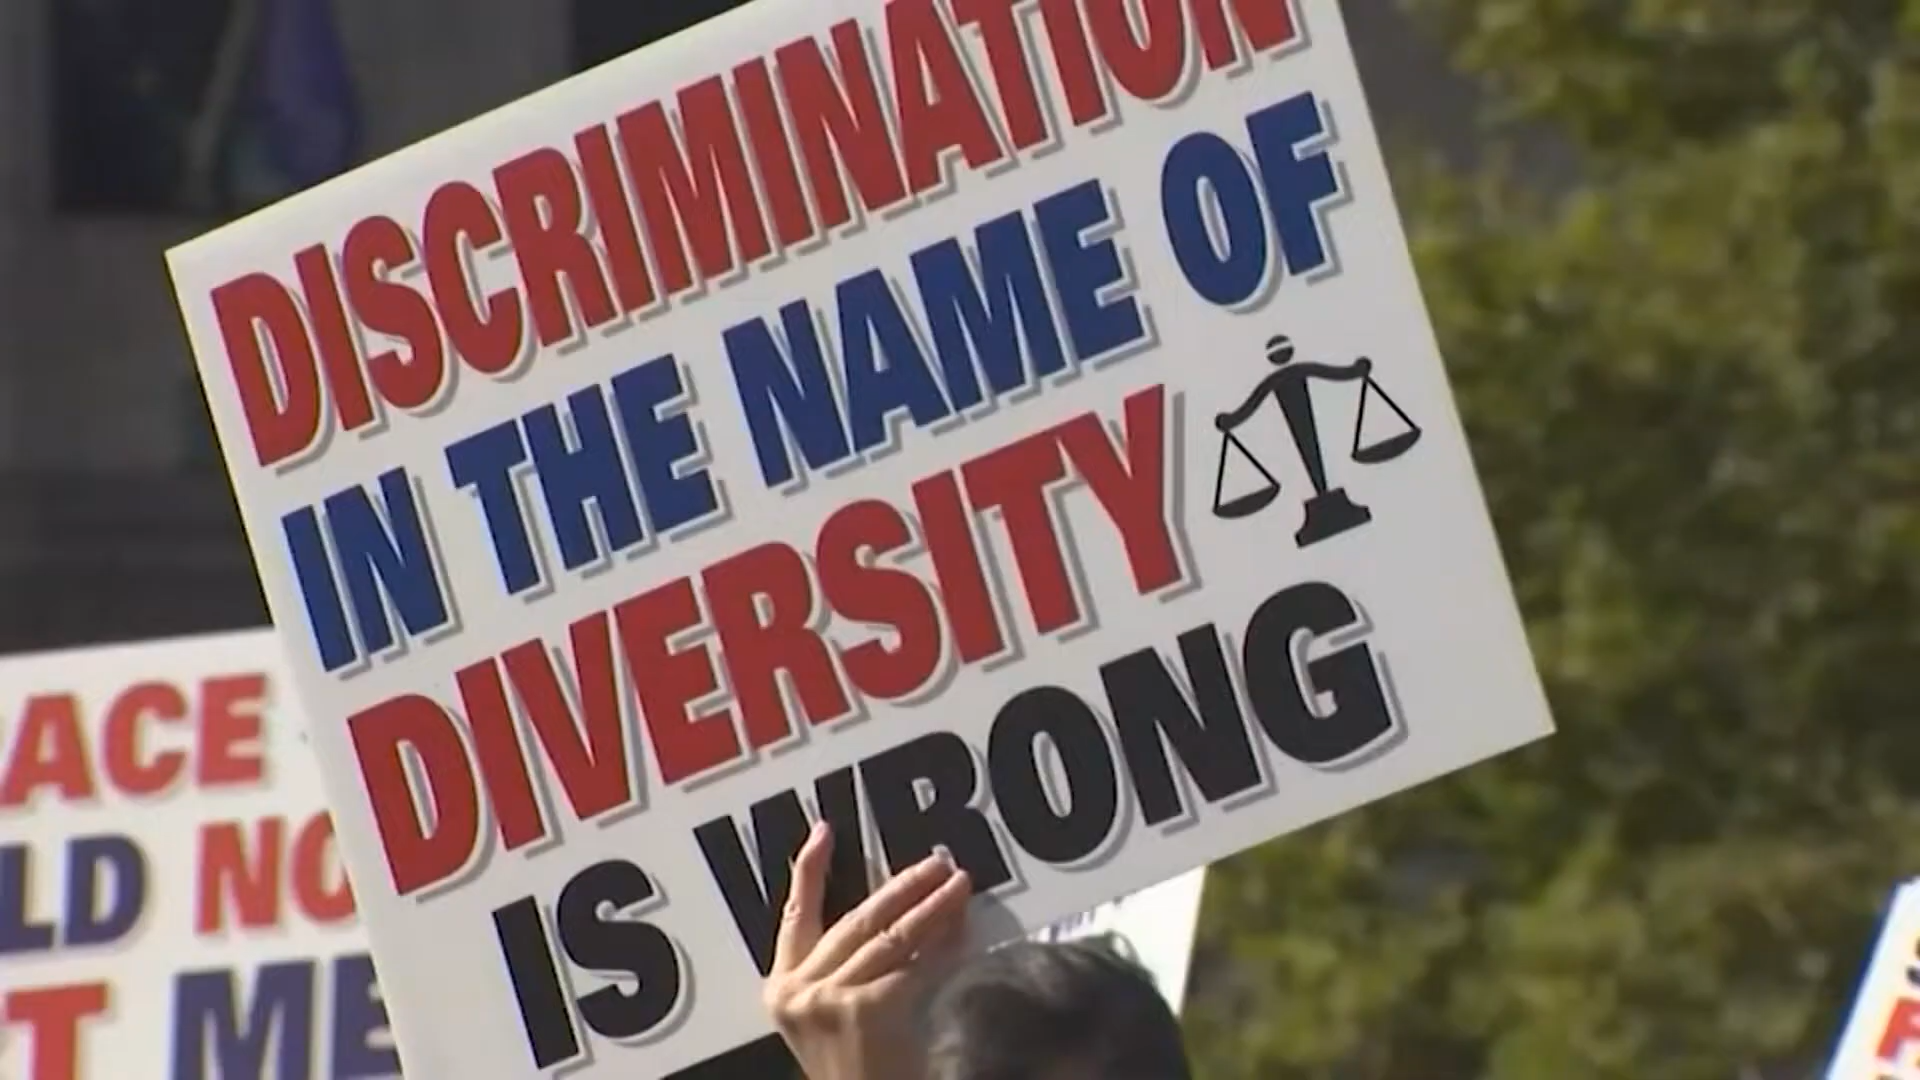 DISCRIMINATION
IN THE NAME OF
DIVERSITY
IS WRONG
ACE
LD NO
T ME